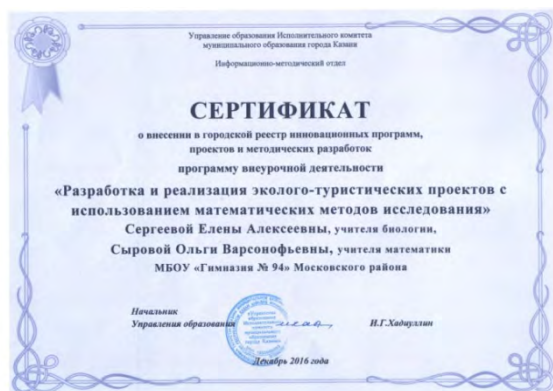 Управление образования Исполнительного комитета
муниципального образования города Казани
Информационно-методический отдел
СЕРТИФИКАТ
о внесении в городской реестр инновационных программ,
проектов и методических разработок
программу внеурочной деятельности
«Разработка и реализация эколого-туристических проектов с
использованием математических методов исследования»
Сергеевой Елены Алексеевны, учителя биологии,
Сыровой Ольги Варсонофьевны, учителя математики
МБОУ «Гимназия № 94» Московского района
Начальник
Управления образования И.Г.Хадиуллин
Декабрь 2016 года